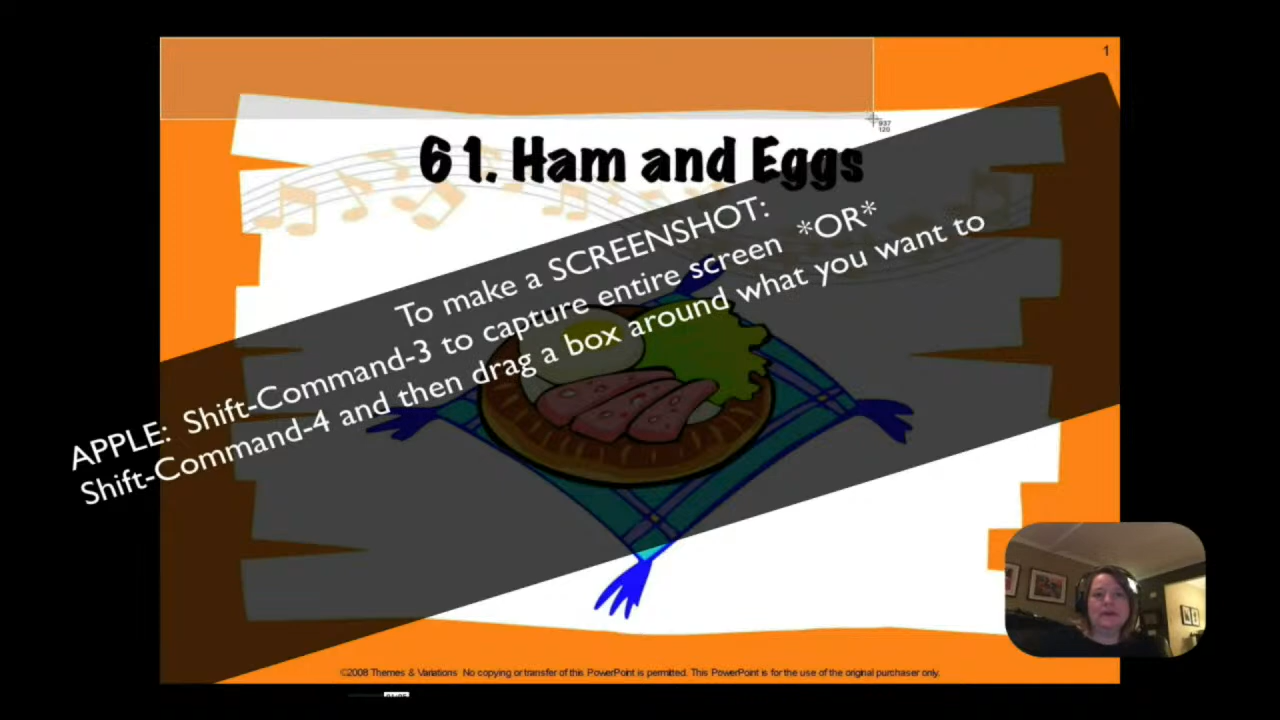 1
937
120
61. Ham and Eggs
To make a SCREENSHOT:
APPLE: Shift-Command-3 to capture entire screen *OR*
Shift-Command-4 and then drag a box around what you want to
©2008 Themes & Variations No copying or transfer of this PowerPoint is permitted. This PowerPoint is for the use of the original purchaser only.